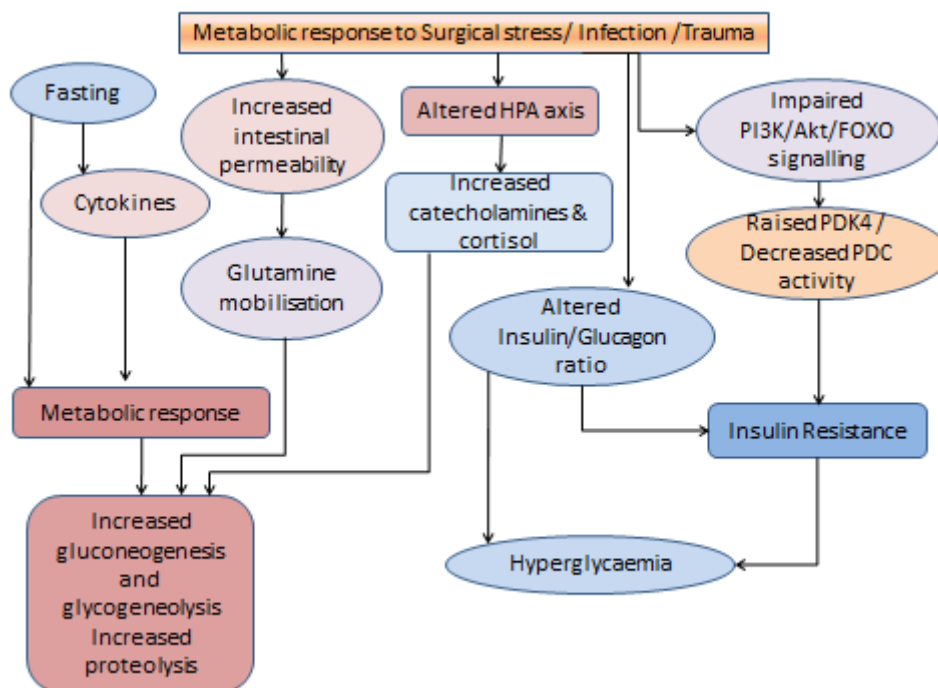 Metabolic response to Surgical stress/ Infection /Trauma
Fasting
Increased
intestinal
permeability
Altered HPA axis
Impaired
PI3K/Akt/FOXO
signalling
Cytokines
Increased
catecholamines &
cortisol
Raised PDK4 /
Decreased PDC
activity
Glutamine
mobilisation
Altered
Insulin/Glucagon
ratio
Metabolic response
Insulin Resistance
Increased
gluconeogenesis
and
glycogeneolysis
Increased
proteolysis
Hyperglycaemia